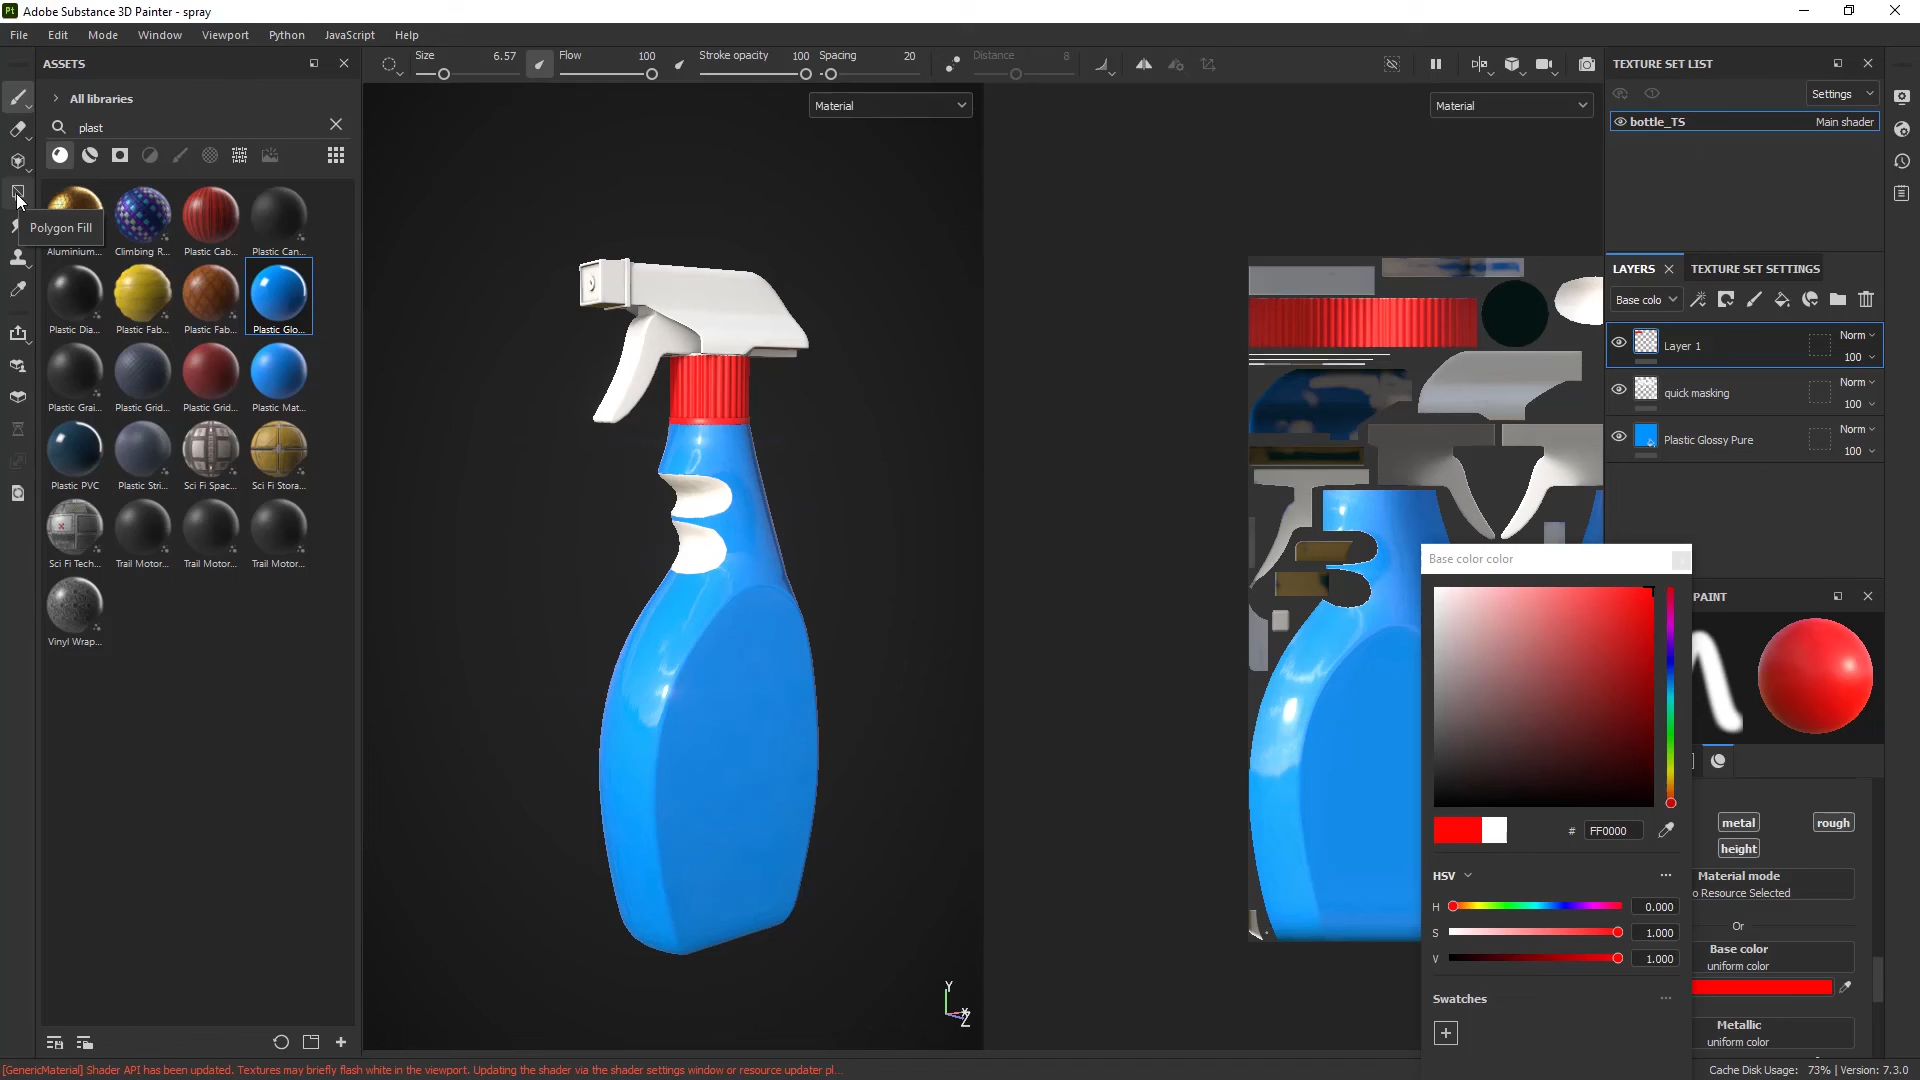 Pt Adobe Substance 3D Painter - spray
File Edit Mode Window Viewport Python JavaScript Help
ASSETS
Size 6.57 Flow 100 Stroke opacity 100 Spacing 20 Distance 8
All libraries
plast
Polygon Fill
Aluminium... Climbing R... Plastic Cab... Plastic Can...
Plastic Dia... Plastic Fab... Plastic Fab... Plastic Glo...
Plastic Grai... Plastic Grid... Plastic Grid... Plastic Mat...
Plastic PVC Plastic Stri... Sci Fi Spac... Sci Fi Stora...
Sci Fi Tech... Trail Motor... Trail Motor... Trail Motor...
Vinyl Wrap...
Material
Material
Y
X
Z
TEXTURE SET LIST
Settings
bottle_TS Main shader
LAYERS TEXTURE SET SETTINGS
Base colo
Layer 1 Norm 100
quick masking Norm 100
Plastic Glossy Pure Norm 100
Base color color
# FF0000
HSV
H 0.000
S 1.000
V 1.000
Swatches
PAINT
metal rough
height
Material mode
o Resource Selected
Or
Base color
uniform color
Metallic
uniform color
[GenericMaterial] Shader API has been updated. Textures may briefly flash white in the viewport. Updating the shader via the shader settings window or resource updater pl...
Cache Disk Usage: 73% | Version: 7.3.0